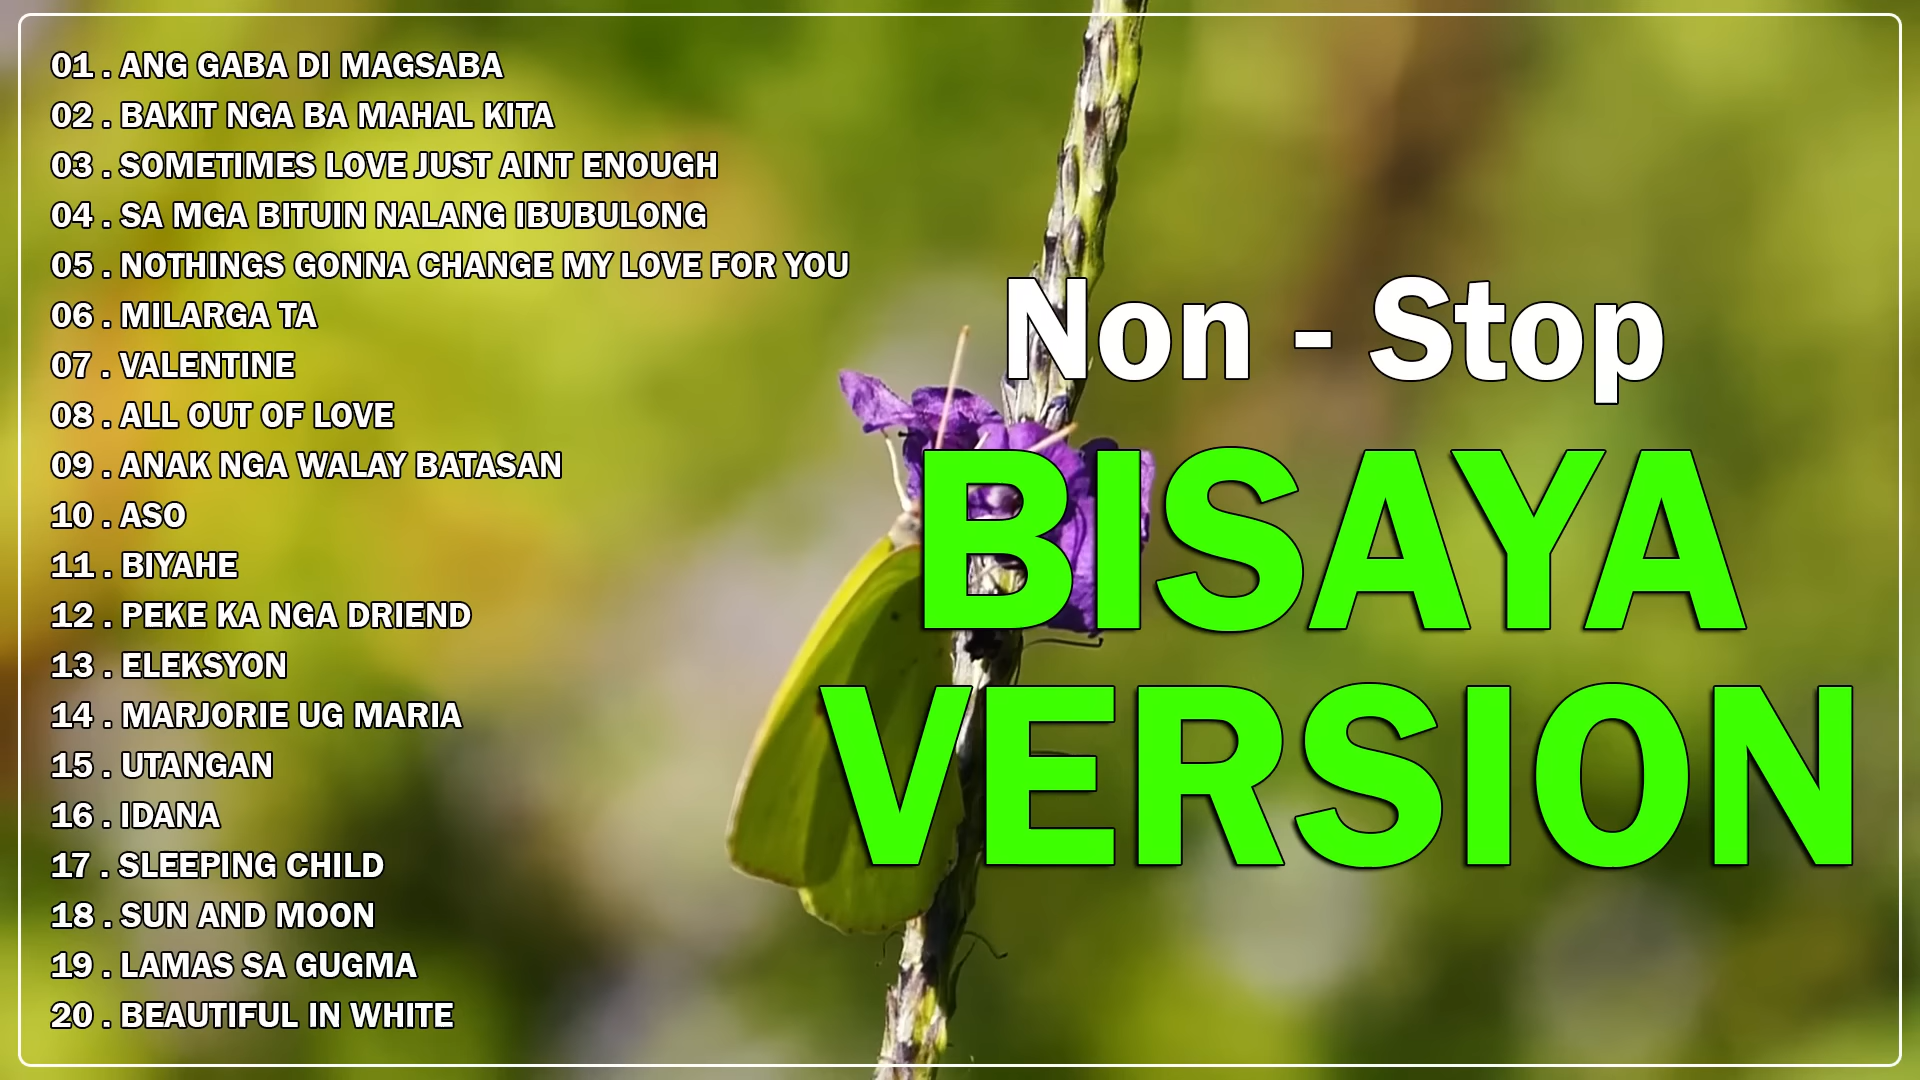 01 . ANG GABA DI MAGSABA
02 . BAKIT NGA BA MAHAL KITA
03 . SOMETIMES LOVE JUST AINT ENOUGH
04 . SA MGA BITUIN NALANG IBUBULONG
05 . NOTHINGS GONNA CHANGE MY LOVE FOR YOU
06 . MILARGA TA
07 . VALENTINE
08 . ALL OUT OF LOVE
09 . ANAK NGA WALAY BATASAN
10 . ASO
11 . BIYAHE
12 . PEKE KA NGA DRIEND
13 . ELEKSYON
14 . MARJORIE UG MARIA
15 . UTANGAN
16 . IDANA
17 . SLEEPING CHILD
18 . SUN AND MOON
19 . LAMAS SA GUGMA
20 . BEAUTIFUL IN WHITE
Non - Stop
BISAYA
VERSION